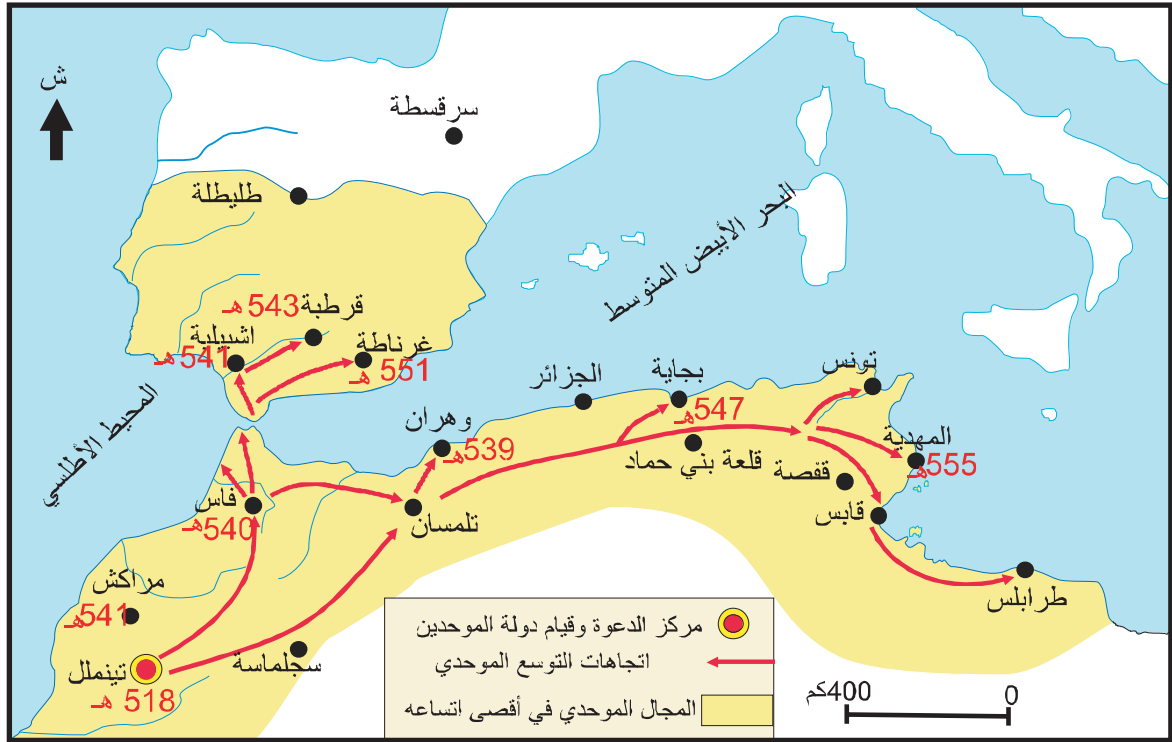 ش
سرقسطة
طليطلة
البحر الأبيض المتوسط
قرطبة
543 هـ
اشبيلية
541 هـ
غرناطة
551 هـ
المحيط الأطلسي
تونس
بجاية
547 هـ
الجزائر
وهران
539 هـ
المهدية
555 هـ
قلعة بني حماد
قفصة
قابس
فاس
540 هـ
تلمسان
مراكش
541 هـ
طرابلس
سجلماسة
تينملل
518 هـ
مركز الدعوة وقيام دولة الموحدين
اتجاهات التوسع الموحدي
المجال الموحدي في أقصى اتساعه
0
400كم